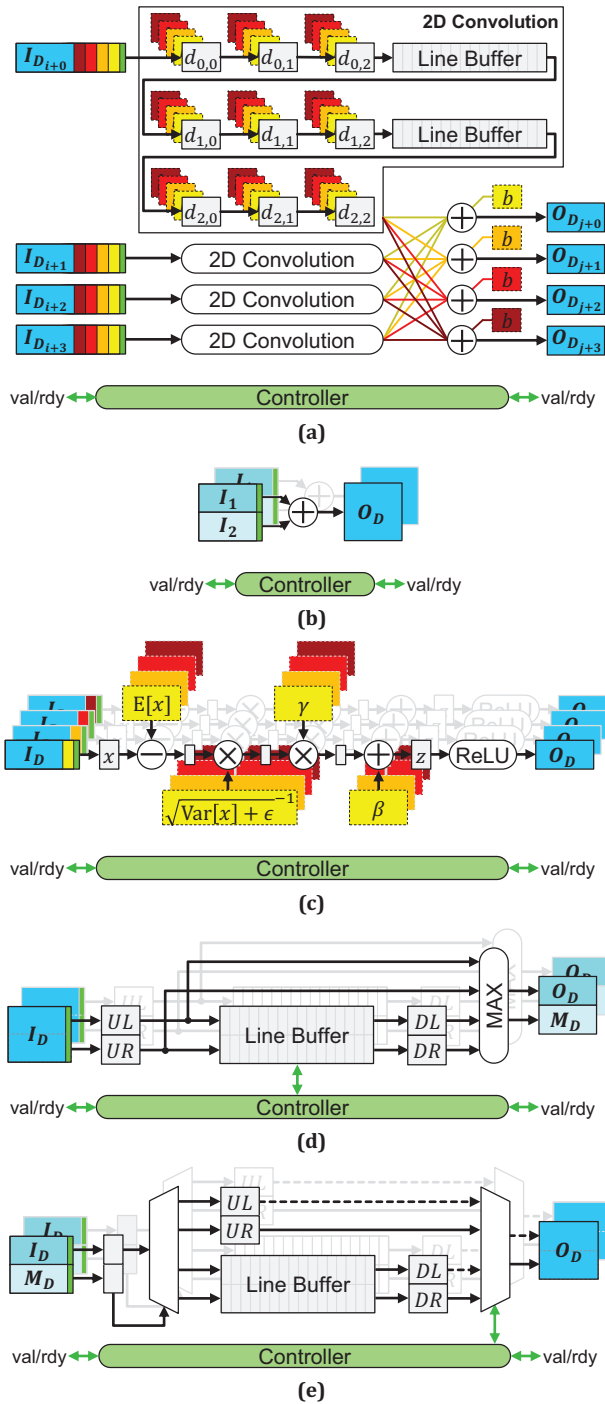 2D Convolution
I_{D_{i+0}} d_{0,0} d_{0,1} d_{0,2} Line Buffer
d_{1,0} d_{1,1} d_{1,2} Line Buffer
d_{2,0} d_{2,1} d_{2,2}
b O_{D_{j+0}}
I_{D_{i+1}} 2D Convolution b O_{D_{j+1}}
I_{D_{i+2}} 2D Convolution b O_{D_{j+2}}
I_{D_{i+3}} 2D Convolution b O_{D_{j+3}}
val/rdy Controller val/rdy
(a)
I_1
I_2 O_D
val/rdy Controller val/rdy
(b)
E[x] γ
I_D x − × × + z ReLU O_D
√(Var[x] + ϵ)^{−1} β
val/rdy Controller val/rdy
(c)
O_D
I_D UL Line Buffer DL MAX O_D
UR DR M_D
val/rdy Controller val/rdy
(d)
I_D
I_D UL
M_D UR O_D
Line Buffer DL
DR
val/rdy Controller val/rdy
(e)